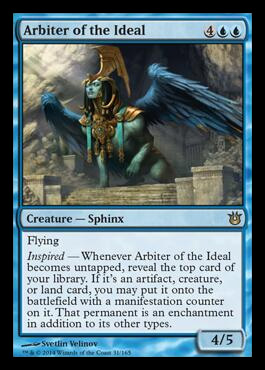 Arbiter of the Ideal 4
Creature — Sphinx
Flying
Inspired — Whenever Arbiter of the Ideal
becomes untapped, reveal the top card of
your library. If it's an artifact, creature,
or land card, you may put it onto the
battlefield with a manifestation counter
on it. That permanent is an enchantment
in addition to its other types.
4/5
Svetlin Velinov
™ & © 2014 Wizards of the Coast 31/165